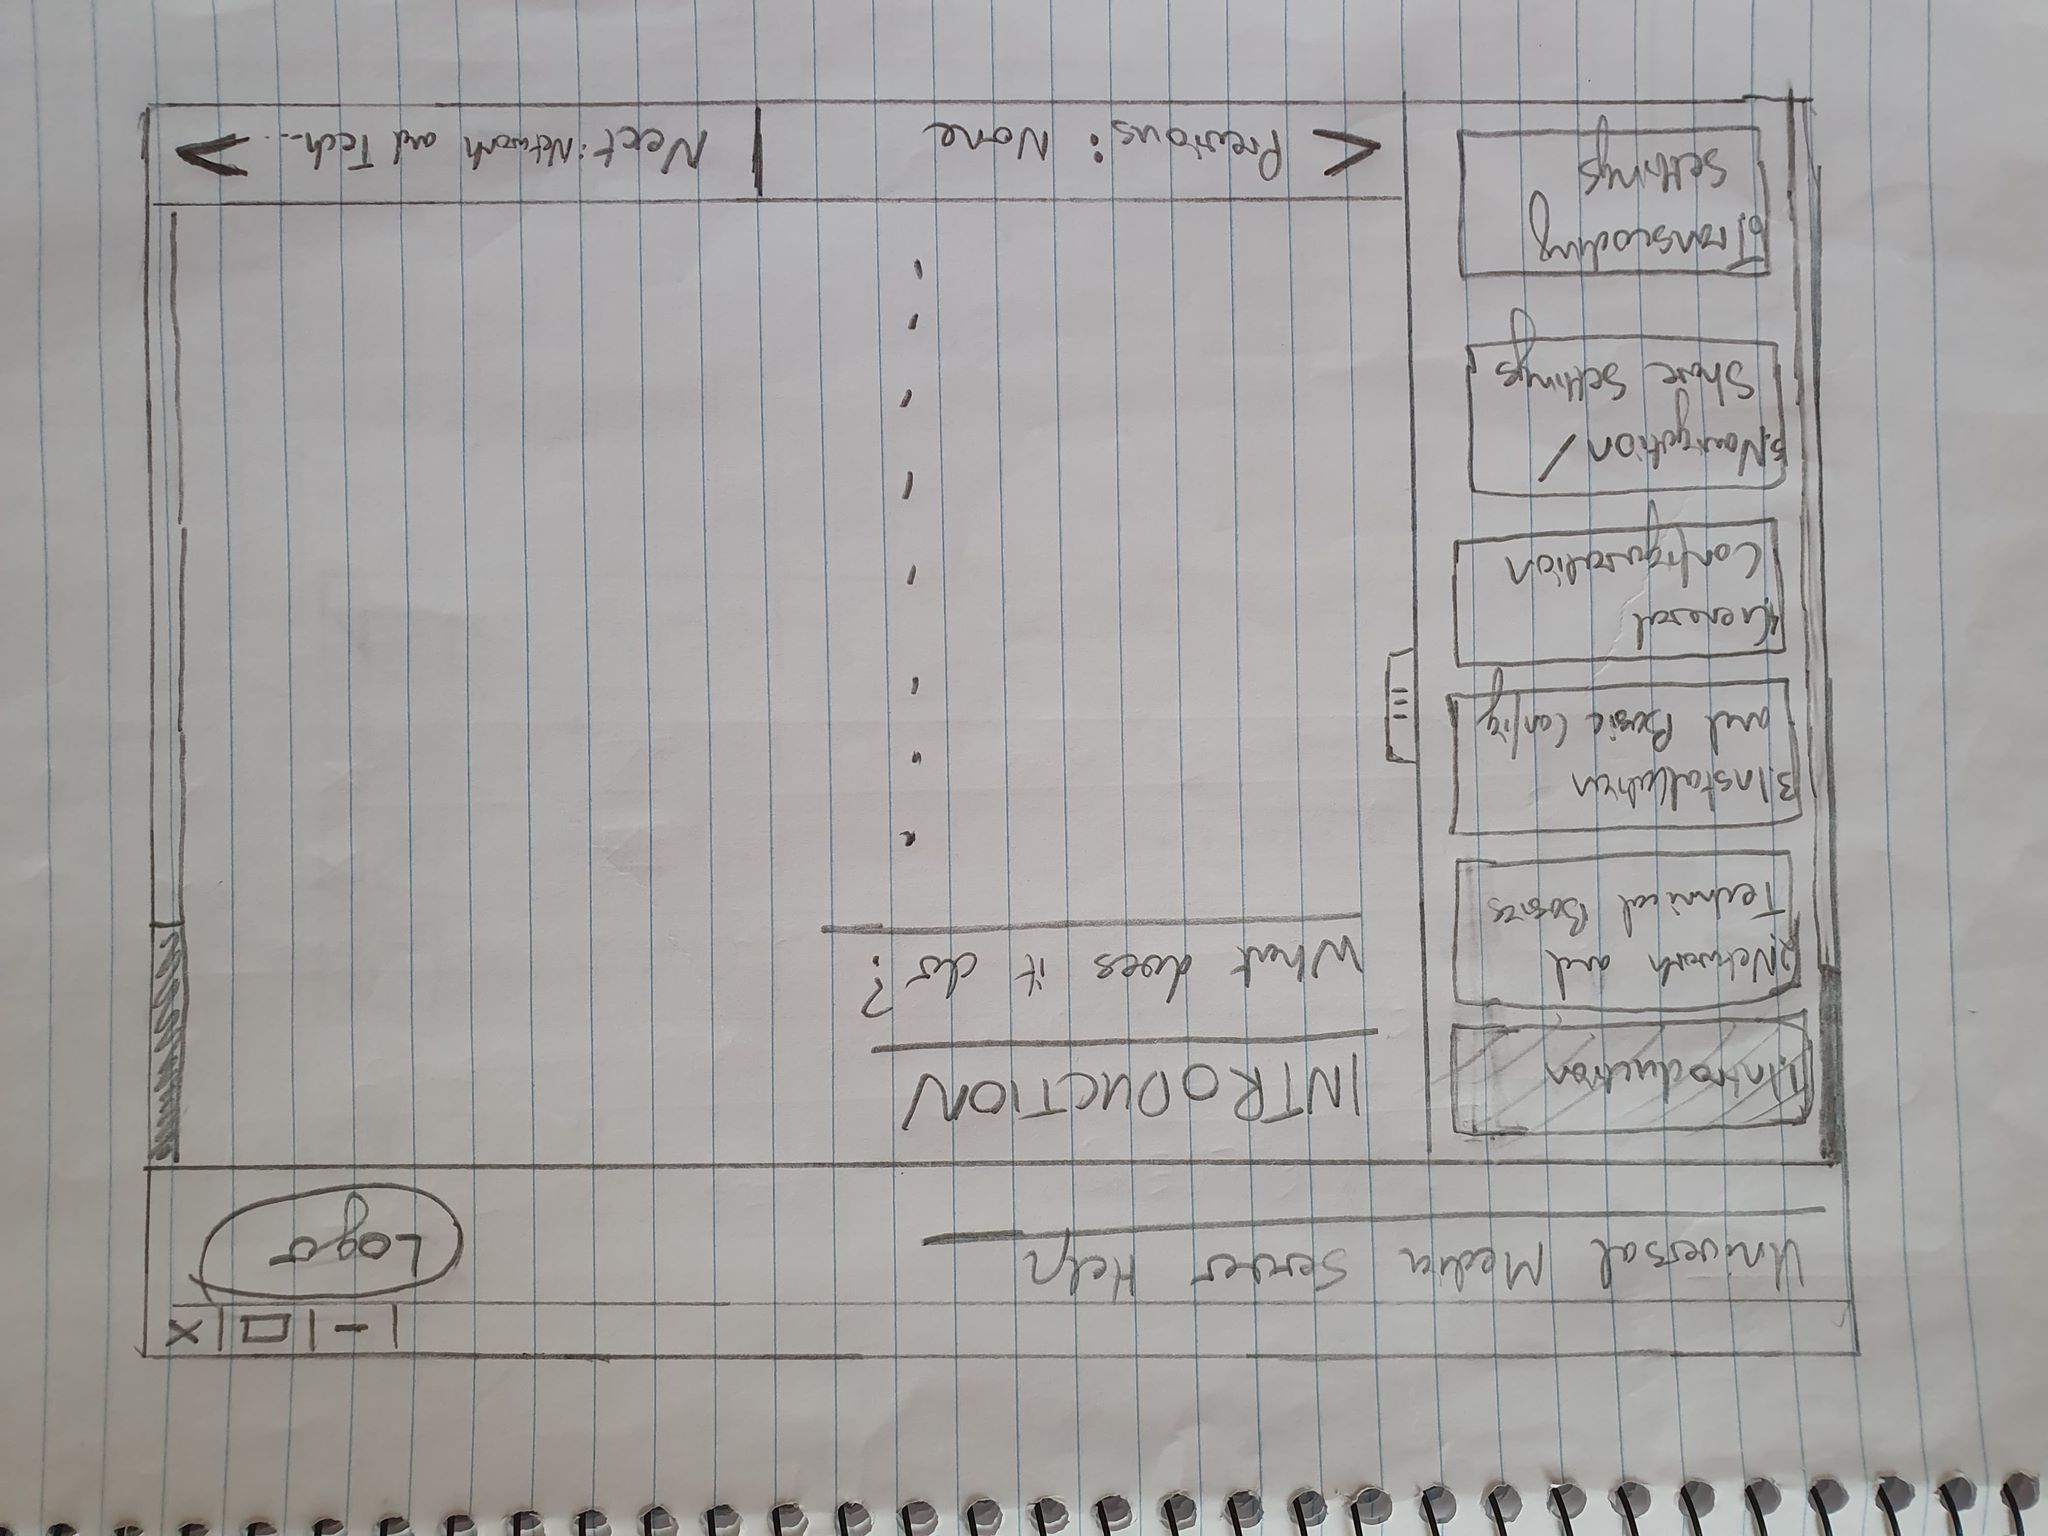 Universal Media Server Help
Logo
1.Introduction
2.Network and
Technical Basics
3.Installation
and Basic Config
4.General
Configuration
5.Navigation/
Share Settings
6.Transcoding
Settings
INTRODUCTION
What does it do?
< Previous: None | Next: Network and Tech... >